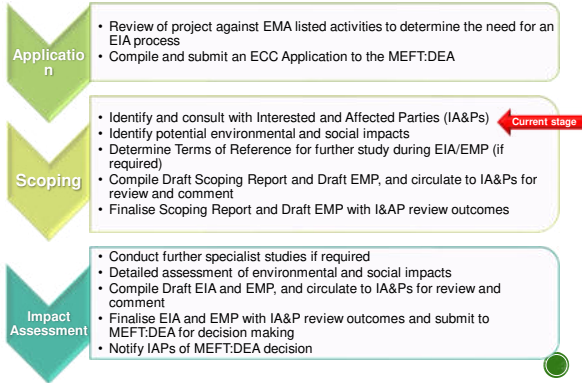 Applicatio
n
• Review of project against EMA listed activities to determine the need for an
EIA process
• Compile and submit an ECC Application to the MEFT:DEA
Scoping
• Identify and consult with Interested and Affected Parties (IA&Ps)
Current stage
• Identify potential environmental and social impacts
• Determine Terms of Reference for further study during EIA/EMP (if
required)
• Compile Draft Scoping Report and Draft EMP, and circulate to IA&Ps for
review and comment
• Finalise Scoping Report and Draft EMP with I&AP review outcomes
Impact
Assessment
• Conduct further specialist studies if required
• Detailed assessment of environmental and social impacts
• Compile Draft EIA and EMP, and circulate to IA&Ps for review and
comment
• Finalise EIA and EMP with IA&P review outcomes and submit to
MEFT:DEA for decision making
• Notify IAPs of MEFT:DEA decision